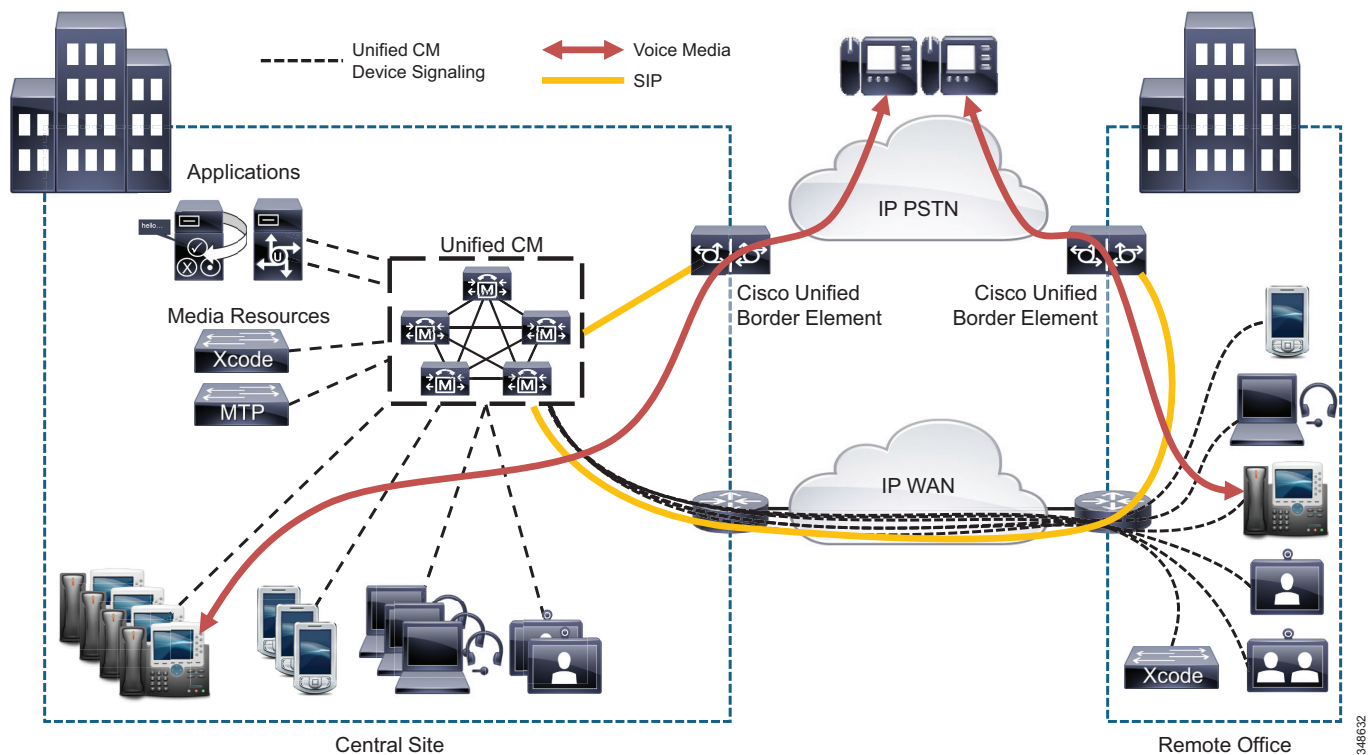 Unified CM
Device Signaling
Voice Media
SIP
Applications
hello...
U
Unified CM
M
M
M
M
M
Media Resources
Xcode
MTP
IP PSTN
Cisco Unified
Border Element
Cisco Unified
Border Element
IP WAN
Xcode
Central Site
Remote Office
348632